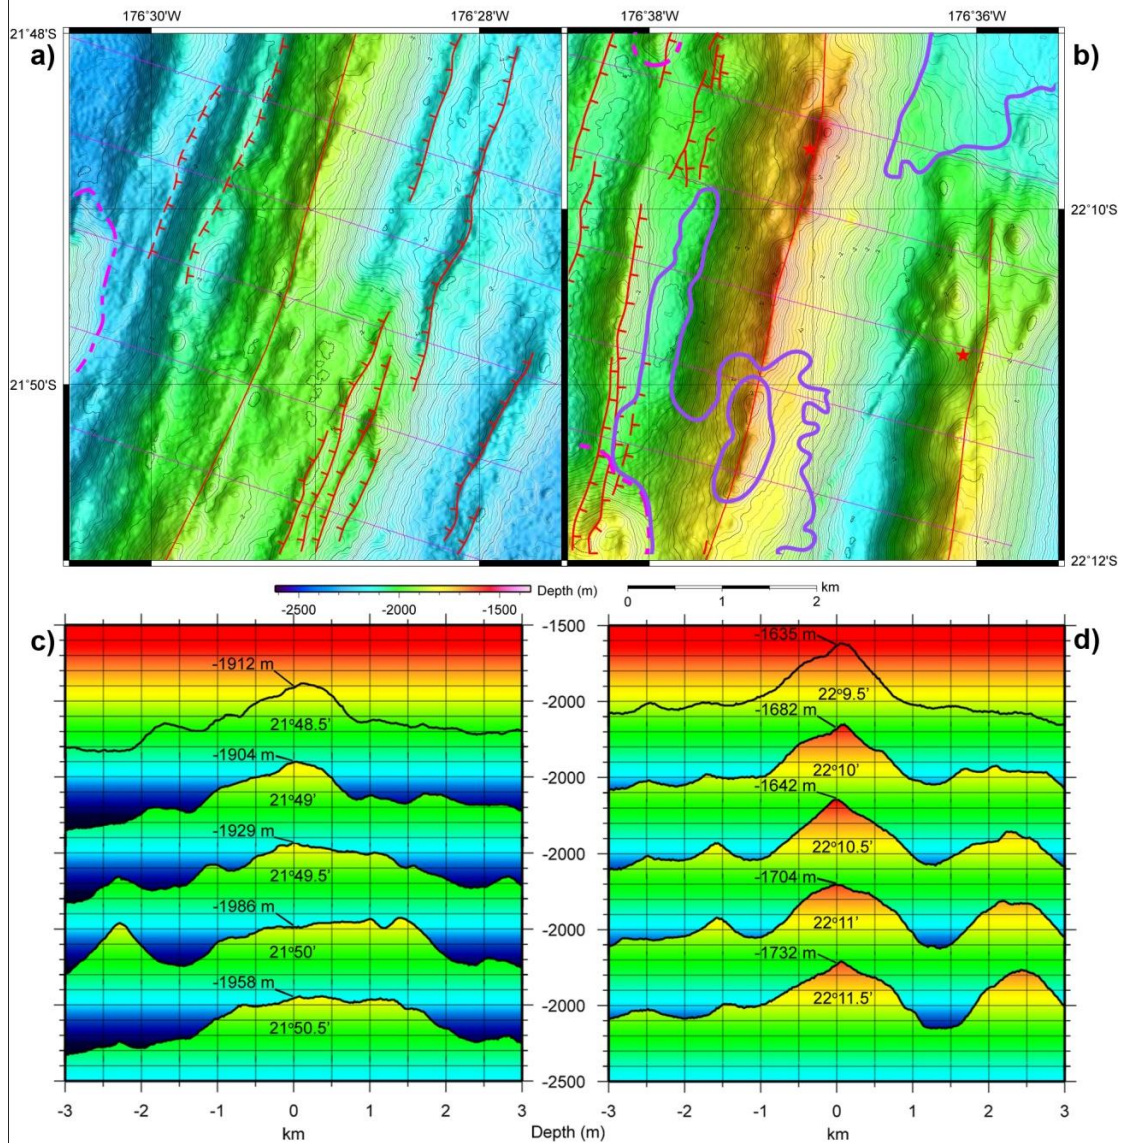 176°30'W 176°28'W 176°38'W 176°36'W
21°48'S
a)
b)
22°10'S
21°50'S
22°12'S
-2500 -2000 -1500 Depth (m)
km
0 1 2
c)
d)
-1500
-1912 m
-1635 m
21°48.5'
22°9.5'
-2000
-1904 m
-1682 m
21°49'
22°10'
-2000
-1929 m
-1642 m
21°49.5'
22°10.5'
-2000
-1986 m
-1704 m
21°50'
22°11'
-2000
-1958 m
-1732 m
21°50.5'
22°11.5'
-2000
-2500
-3 -2 -1 0 1 2 3
-3 -2 -1 0 1 2 3
km Depth (m) km